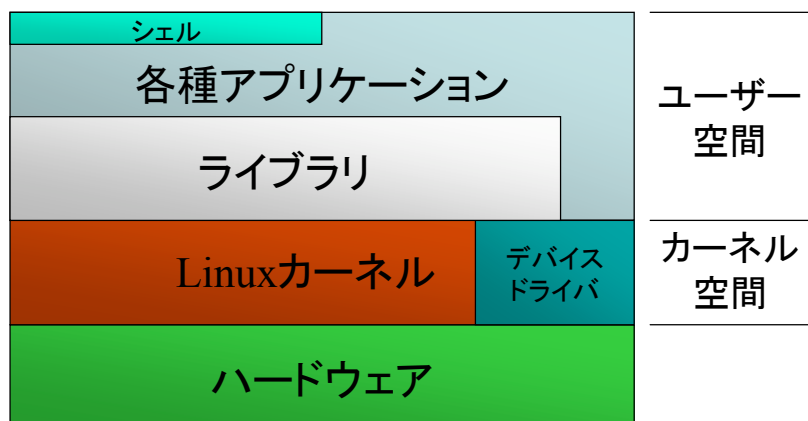 シェル
各種アプリケーション
ライブラリ
Linuxカーネル
デバイス
ドライバ
ハードウェア
ユーザー
空間
カーネル
空間